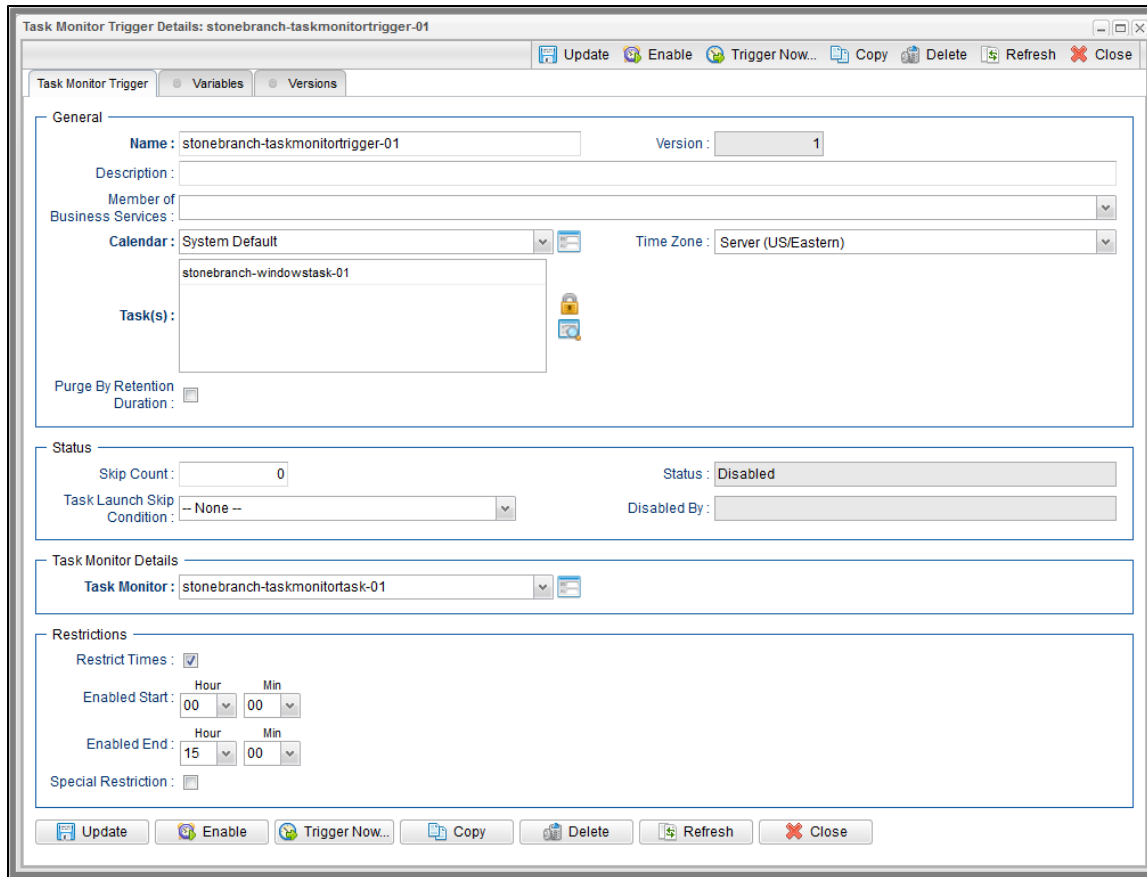 Task Monitor Trigger Details: stonebranch-taskmonitortrigger-01
Update Enable Trigger Now... Copy Delete Refresh Close
Task Monitor Trigger Variables Versions
General
Name : stonebranch-taskmonitortrigger-01 Version : 1
Description :
Member of
Business Services :
Calendar : System Default Time Zone : Server (US/Eastern)
stonebranch-windowstask-01
Task(s) :
Purge By Retention
Duration :
Status
Skip Count : 0 Status : Disabled
Task Launch Skip
Condition : -- None -- Disabled By :
Task Monitor Details
Task Monitor : stonebranch-taskmonitortask-01
Restrictions
Restrict Times :
Hour Min
Enabled Start : 00 00
Hour Min
Enabled End : 15 00
Special Restriction :
Update Enable Trigger Now... Copy Delete Refresh Close